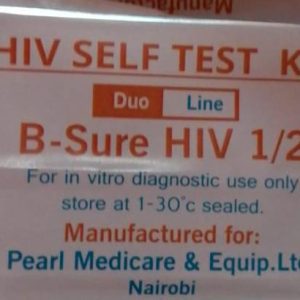 HIV SELF TEST K
Duo Line
B-Sure HIV 1/2
For in vitro diagnostic use only
store at 1-30°c sealed.
Manufactured for:
Pearl Medicare & Equip.Lt
Nairobi